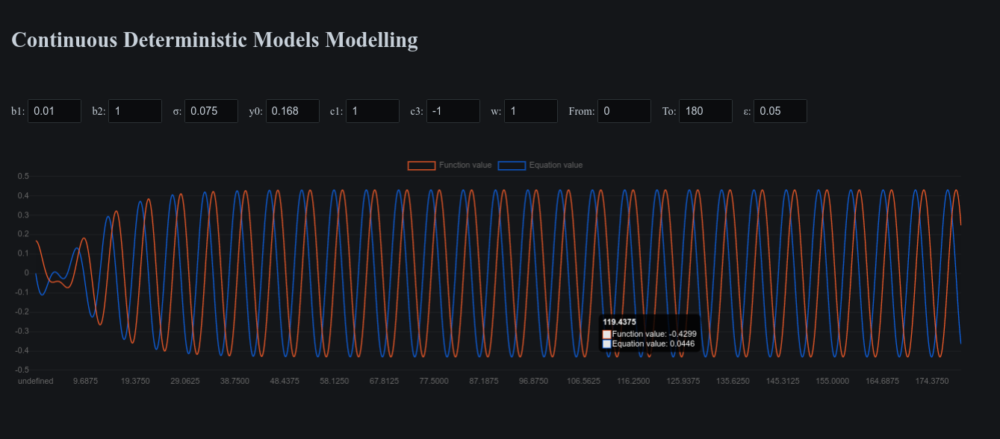 Continuous Deterministic Models Modelling
b1: 0.01 b2: 1 σ: 0.075 y0: 0.168 c1: 1 c3: -1 w: 1 From: 0 To: 180 ε: 0.05
Function value Equation value
0.5
0.4
0.3
0.2
0.1
0
-0.1
-0.2
-0.3
-0.4
-0.5
119.4375
Function value: -0.4299
Equation value: 0.0446
undefined 9.6875 19.3750 29.0625 38.7500 48.4375 58.1250 67.8125 77.5000 87.1875 96.8750 106.5625 116.2500 125.9375 135.6250 145.3125 155.0000 164.6875 174.3750